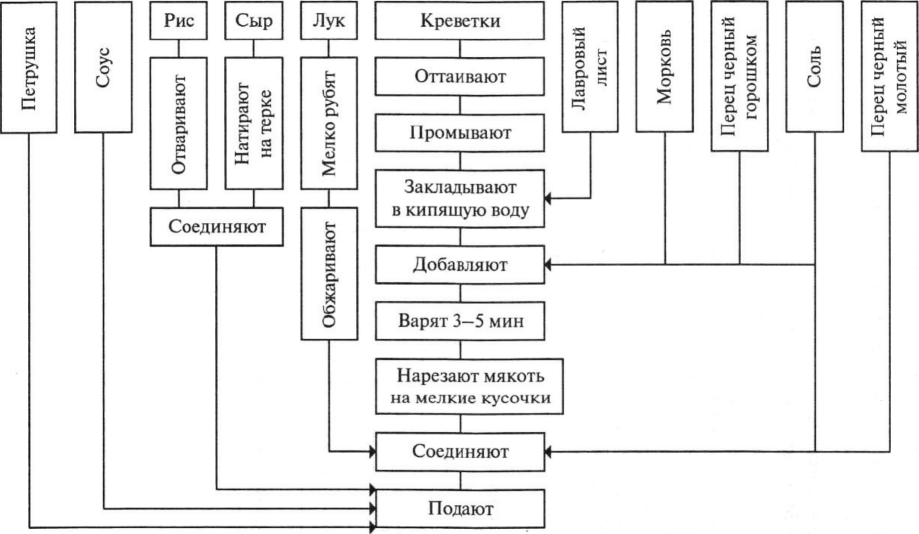 Петрушка
Соус
Рис
Сыр
Лук
Креветки
Лавровый
лист
Морковь
Перец черный
горошком
Соль
Перец черный
молотый
Отваривают
Натирают
на терке
Мелко рубят
Оттаивают
Промывают
Закладывают
в кипящую воду
Соединяют
Обжаривают
Добавляют
Варят 3–5 мин
Нарезают мякоть
на мелкие кусочки
Соединяют
Подают